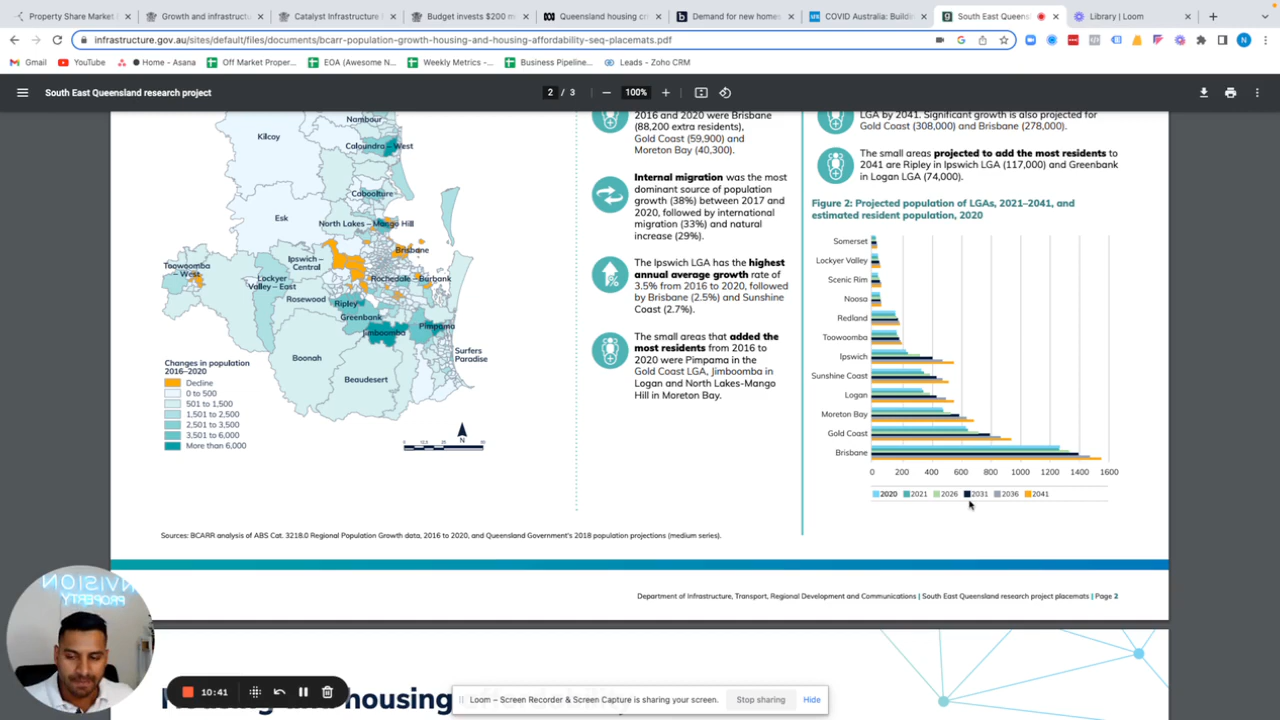 Property Share Market
Growth and infrastructu
Catalyst Infrastructure
Budget invests $200 m
Queensland housing cri
Demand for new homes
COVID Australia: Buildin
South East Queensl
Library | Loom
infrastructure.gov.au/sites/default/files/documents/bcarr-population-growth-housing-and-housing-affordability-seq-placemats.pdf
N
Gmail
YouTube
Home - Asana
Off Market Proper...
EOA (Awesome N...
Weekly Metrics -...
Business Pipeline...
Leads - Zoho CRM
South East Queensland research project
2 / 3
100%
Nambour
Kilcoy
Caloundra – West
Caboolture
Esk
North Lakes – Mango Hill
Brisbane
Toowoomba
– West
Ipswich –
Central
Lockyer
Valley – East
Rochedale – Burbank
Rosewood
Ripley
Greenbank
Jimboomba
Pimpama
Boonah
Surfers
Paradise
Beaudesert
Changes in population
2016–2020
Decline
0 to 500
501 to 1,500
1,501 to 2,500
2,501 to 3,500
3,501 to 6,000
More than 6,000
N
2016 and 2020 were Brisbane
(88,200 extra residents),
Gold Coast (59,900) and
Moreton Bay (40,300).
Internal migration was the most
dominant source of population
growth (38%) between 2017 and
2020, followed by international
migration (33%) and natural
increase (29%).
The Ipswich LGA has the highest
annual average growth rate of
3.5% from 2016 to 2020, followed
by Brisbane (2.5%) and Sunshine
Coast (2.7%).
The small areas that added the
most residents from 2016 to
2020 were Pimpama in the
Gold Coast LGA, Jimboomba in
Logan and North Lakes-Mango
Hill in Moreton Bay.
LGA by 2041. Significant growth is also projected for
Gold Coast (308,000) and Brisbane (278,000).
The small areas projected to add the most residents to
2041 are Ripley in Ipswich LGA (117,000) and Greenbank
in Logan LGA (74,000).
Figure 2: Projected population of LGAs, 2021–2041, and
estimated resident population, 2020
Somerset
Lockyer Valley
Scenic Rim
Noosa
Redland
Toowoomba
Ipswich
Sunshine Coast
Logan
Moreton Bay
Gold Coast
Brisbane
0 200 400 600 800 1000 1200 1400 1600
2020 2021 2026 2031 2036 2041
Sources: BCARR analysis of ABS Cat. 3218.0 Regional Population Growth data, 2016 to 2020, and Queensland Government's 2018 population projections (medium series).
Department of Infrastructure, Transport, Regional Development and Communications | South East Queensland research project placemats | Page 2
NVISION
PROPERTY
10:41
housing
Loom – Screen Recorder & Screen Capture is sharing your screen.
Stop sharing
Hide